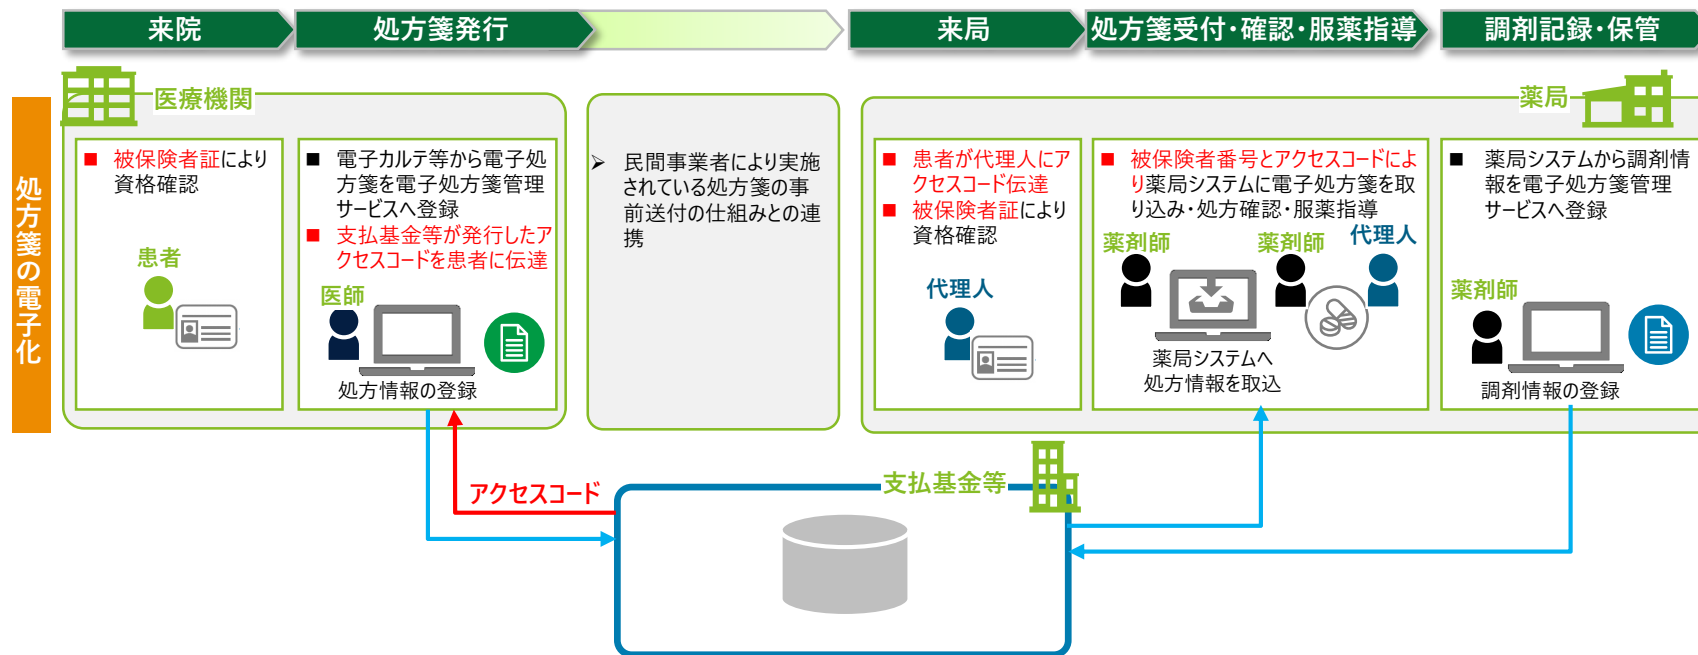 来院
処方箋発行
来局
処方箋受付・確認・服薬指導
調剤記録・保管
処方箋の電子化
医療機関
■ 被保険者証により
資格確認
患者
■ 電子カルテ等から電子処
方箋を電子処方箋管理
サービスへ登録
■ 支払基金等が発行したア
クセスコードを患者に伝達
医師
処方情報の登録
➢ 民間事業者により実施
されている処方箋の事
前送付の仕組みとの連
携
薬局
■ 患者が代理人にア
クセスコード伝達
■ 被保険者証により
資格確認
代理人
■ 被保険者番号とアクセスコードによ
り薬局システムに電子処方箋を取
り込み・処方確認・服薬指導
薬剤師
薬剤師
代理人
薬局システムへ
処方情報を取込
■ 薬局システムから調剤情
報を電子処方箋管理
サービスへ登録
薬剤師
調剤情報の登録
アクセスコード
支払基金等